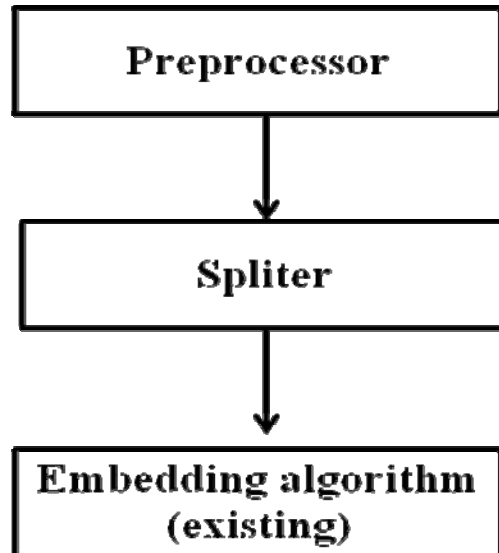 Preprocessor
Spliter
Embedding algorithm
(existing)